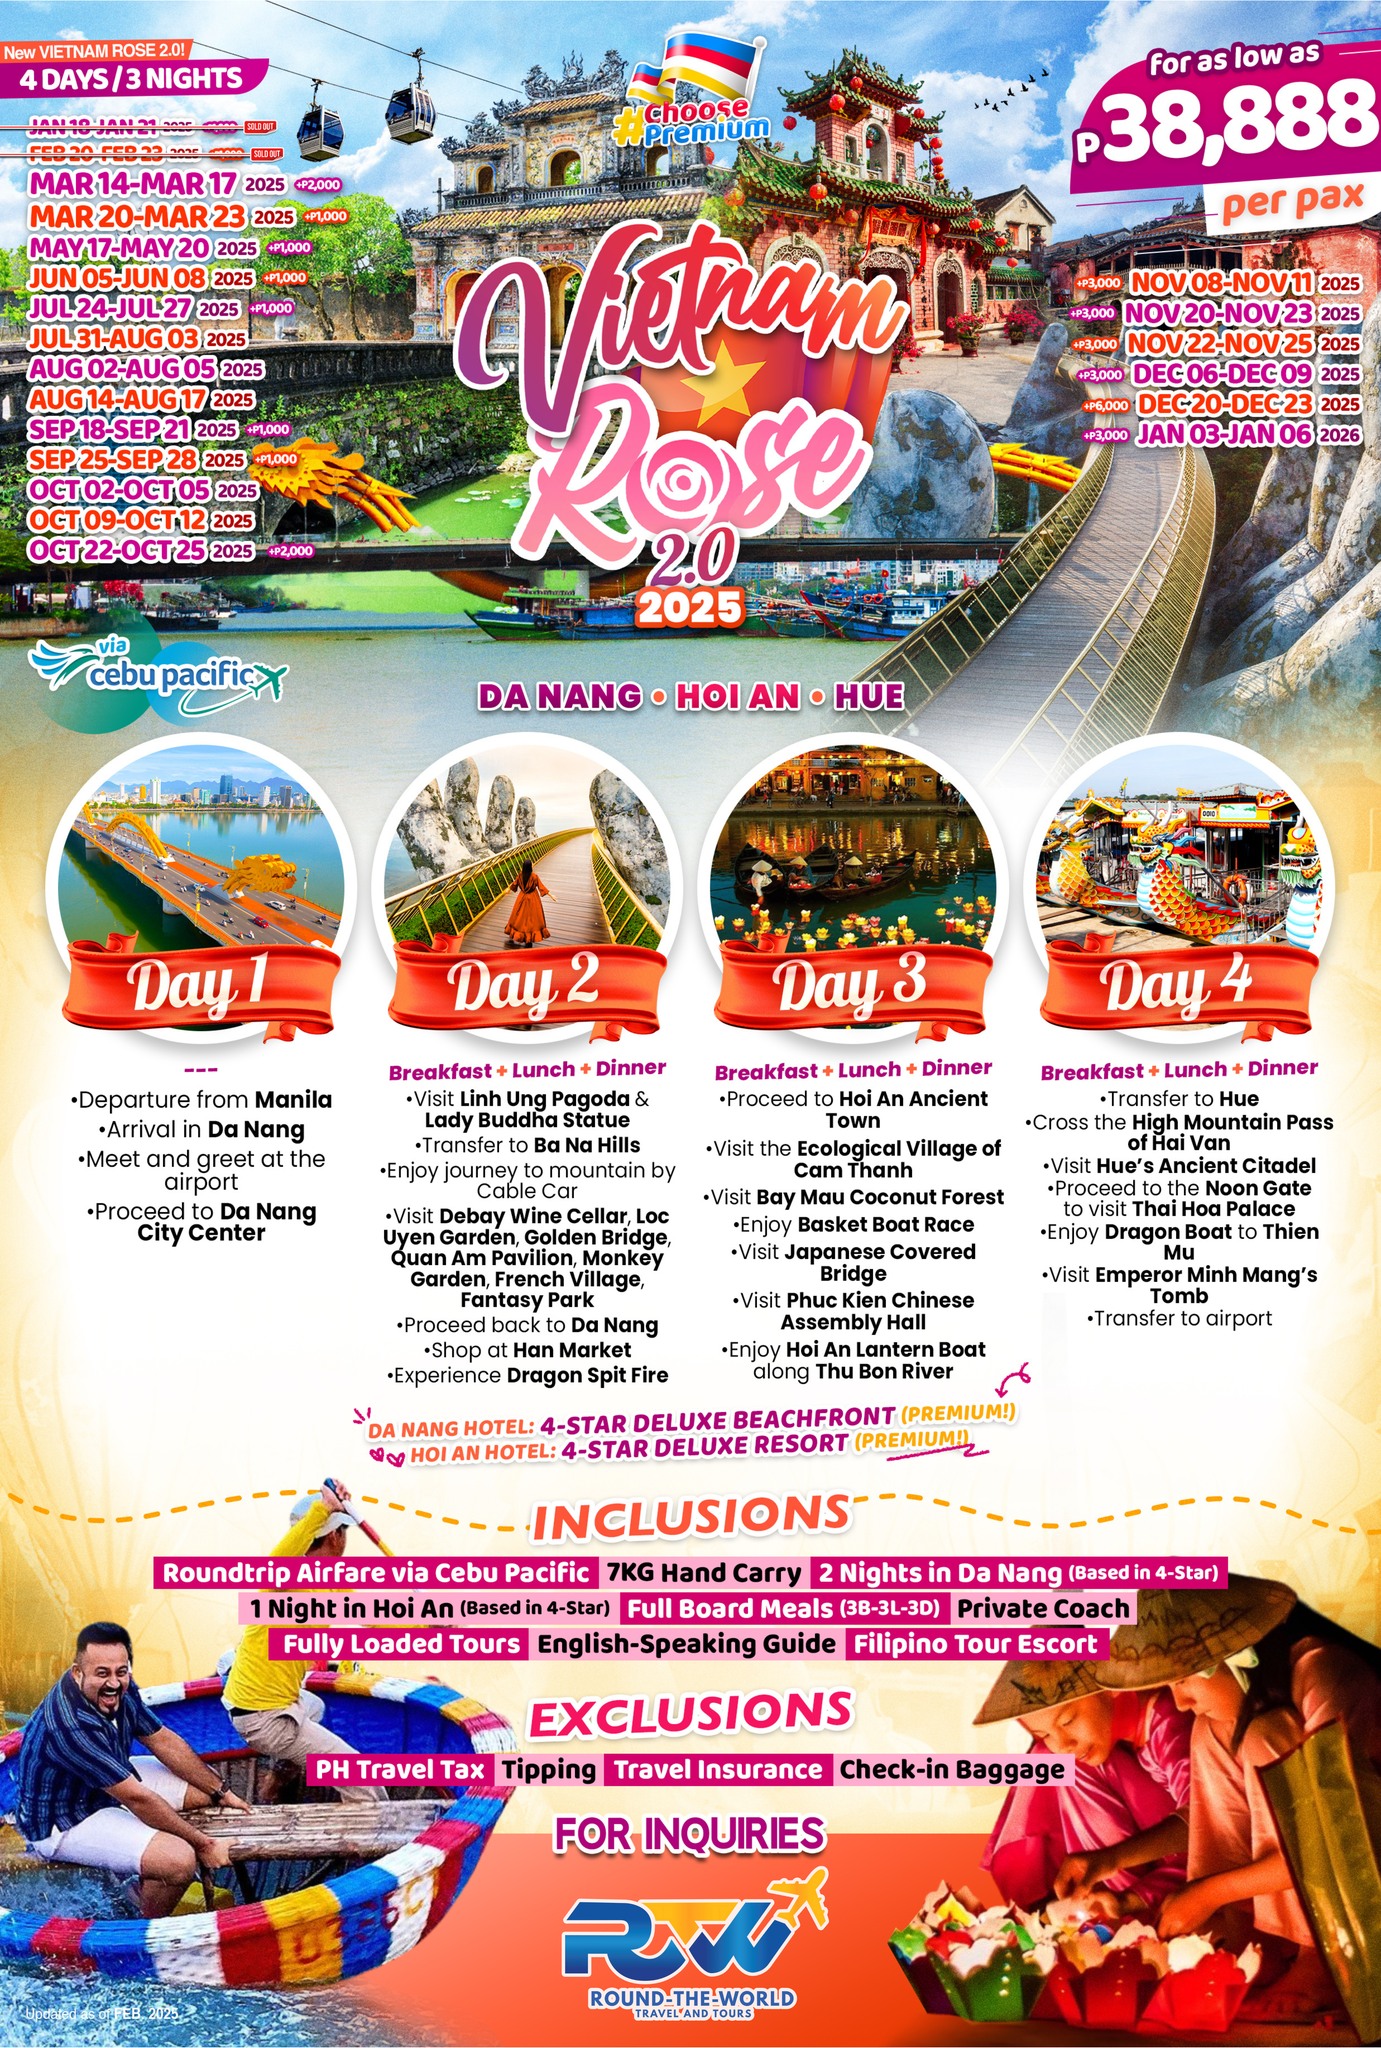 New VIETNAM ROSE 2.0!
4 DAYS / 3 NIGHTS
JAN 18-JAN 21 2025 SOLD OUT
FEB 20-FEB 23 2025 SOLD OUT
MAR 14-MAR 17 2025 +₱2,000
MAR 20-MAR 23 2025 +₱1,000
MAY 17-MAY 20 2025 +₱1,000
JUN 05-JUN 08 2025 +₱1,000
JUL 24-JUL 27 2025 +₱1,000
JUL 31-AUG 03 2025
AUG 02-AUG 05 2025
AUG 14-AUG 17 2025
SEP 18-SEP 21 2025 +₱1,000
SEP 25-SEP 28 2025 +₱1,000
OCT 02-OCT 05 2025
OCT 09-OCT 12 2025
OCT 22-OCT 25 2025 +₱2,000
#Choose
Premium
for as low as
₱38,888
per pax
+₱3,000 NOV 08-NOV 11 2025
+₱3,000 NOV 20-NOV 23 2025
+₱3,000 NOV 22-NOV 25 2025
+₱3,000 DEC 06-DEC 09 2025
+₱6,000 DEC 20-DEC 23 2025
+₱3,000 JAN 03-JAN 06 2026
Vietnam
Rose
2.0
2025
via
cebu pacific
DA NANG • HOI AN • HUE
Day 1
---
•Departure from Manila
•Arrival in Da Nang
•Meet and greet at the
airport
•Proceed to Da Nang
City Center
Day 2
Breakfast + Lunch + Dinner
•Visit Linh Ung Pagoda &
Lady Buddha Statue
•Transfer to Ba Na Hills
•Enjoy journey to mountain by
Cable Car
•Visit Debay Wine Cellar, Loc
Uyen Garden, Golden Bridge,
Quan Am Pavilion, Monkey
Garden, French Village,
Fantasy Park
•Proceed back to Da Nang
•Shop at Han Market
•Experience Dragon Spit Fire
Day 3
Breakfast + Lunch + Dinner
•Proceed to Hoi An Ancient
Town
•Visit the Ecological Village of
Cam Thanh
•Visit Bay Mau Coconut Forest
•Enjoy Basket Boat Race
•Visit Japanese Covered
Bridge
•Visit Phuc Kien Chinese
Assembly Hall
•Enjoy Hoi An Lantern Boat
along Thu Bon River
Day 4
Breakfast + Lunch + Dinner
•Transfer to Hue
•Cross the High Mountain Pass
of Hai Van
•Visit Hue's Ancient Citadel
•Proceed to the Noon Gate
to visit Thai Hoa Palace
•Enjoy Dragon Boat to Thien
Mu
•Visit Emperor Minh Mang's
Tomb
•Transfer to airport
DA NANG HOTEL: 4-STAR DELUXE BEACHFRONT (PREMIUM!)
HOI AN HOTEL: 4-STAR DELUXE RESORT (PREMIUM!)
INCLUSIONS
Roundtrip Airfare via Cebu Pacific 7KG Hand Carry 2 Nights in Da Nang (Based in 4-Star)
1 Night in Hoi An (Based in 4-Star) Full Board Meals (3B-3L-3D) Private Coach
Fully Loaded Tours English-Speaking Guide Filipino Tour Escort
EXCLUSIONS
PH Travel Tax Tipping Travel Insurance Check-in Baggage
FOR INQUIRIES
RTW
ROUND-THE-WORLD
TRAVEL AND TOURS
Updated as of FEB, 2025